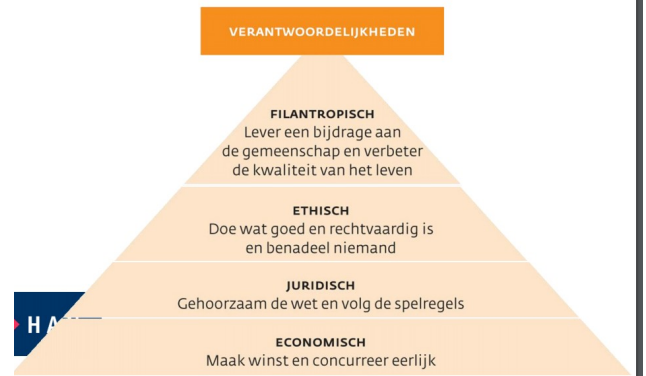 VERANTWOORDELIJKHEDEN
FILANTROPISCH
Lever een bijdrage aan
de gemeenschap en verbeter
de kwaliteit van het leven
ETHISCH
Doe wat goed en rechtvaardig is
en benadeel niemand
JURIDISCH
Gehoorzaam de wet en volg de spelregels
ECONOMISCH
Maak winst en concurreer eerlijk